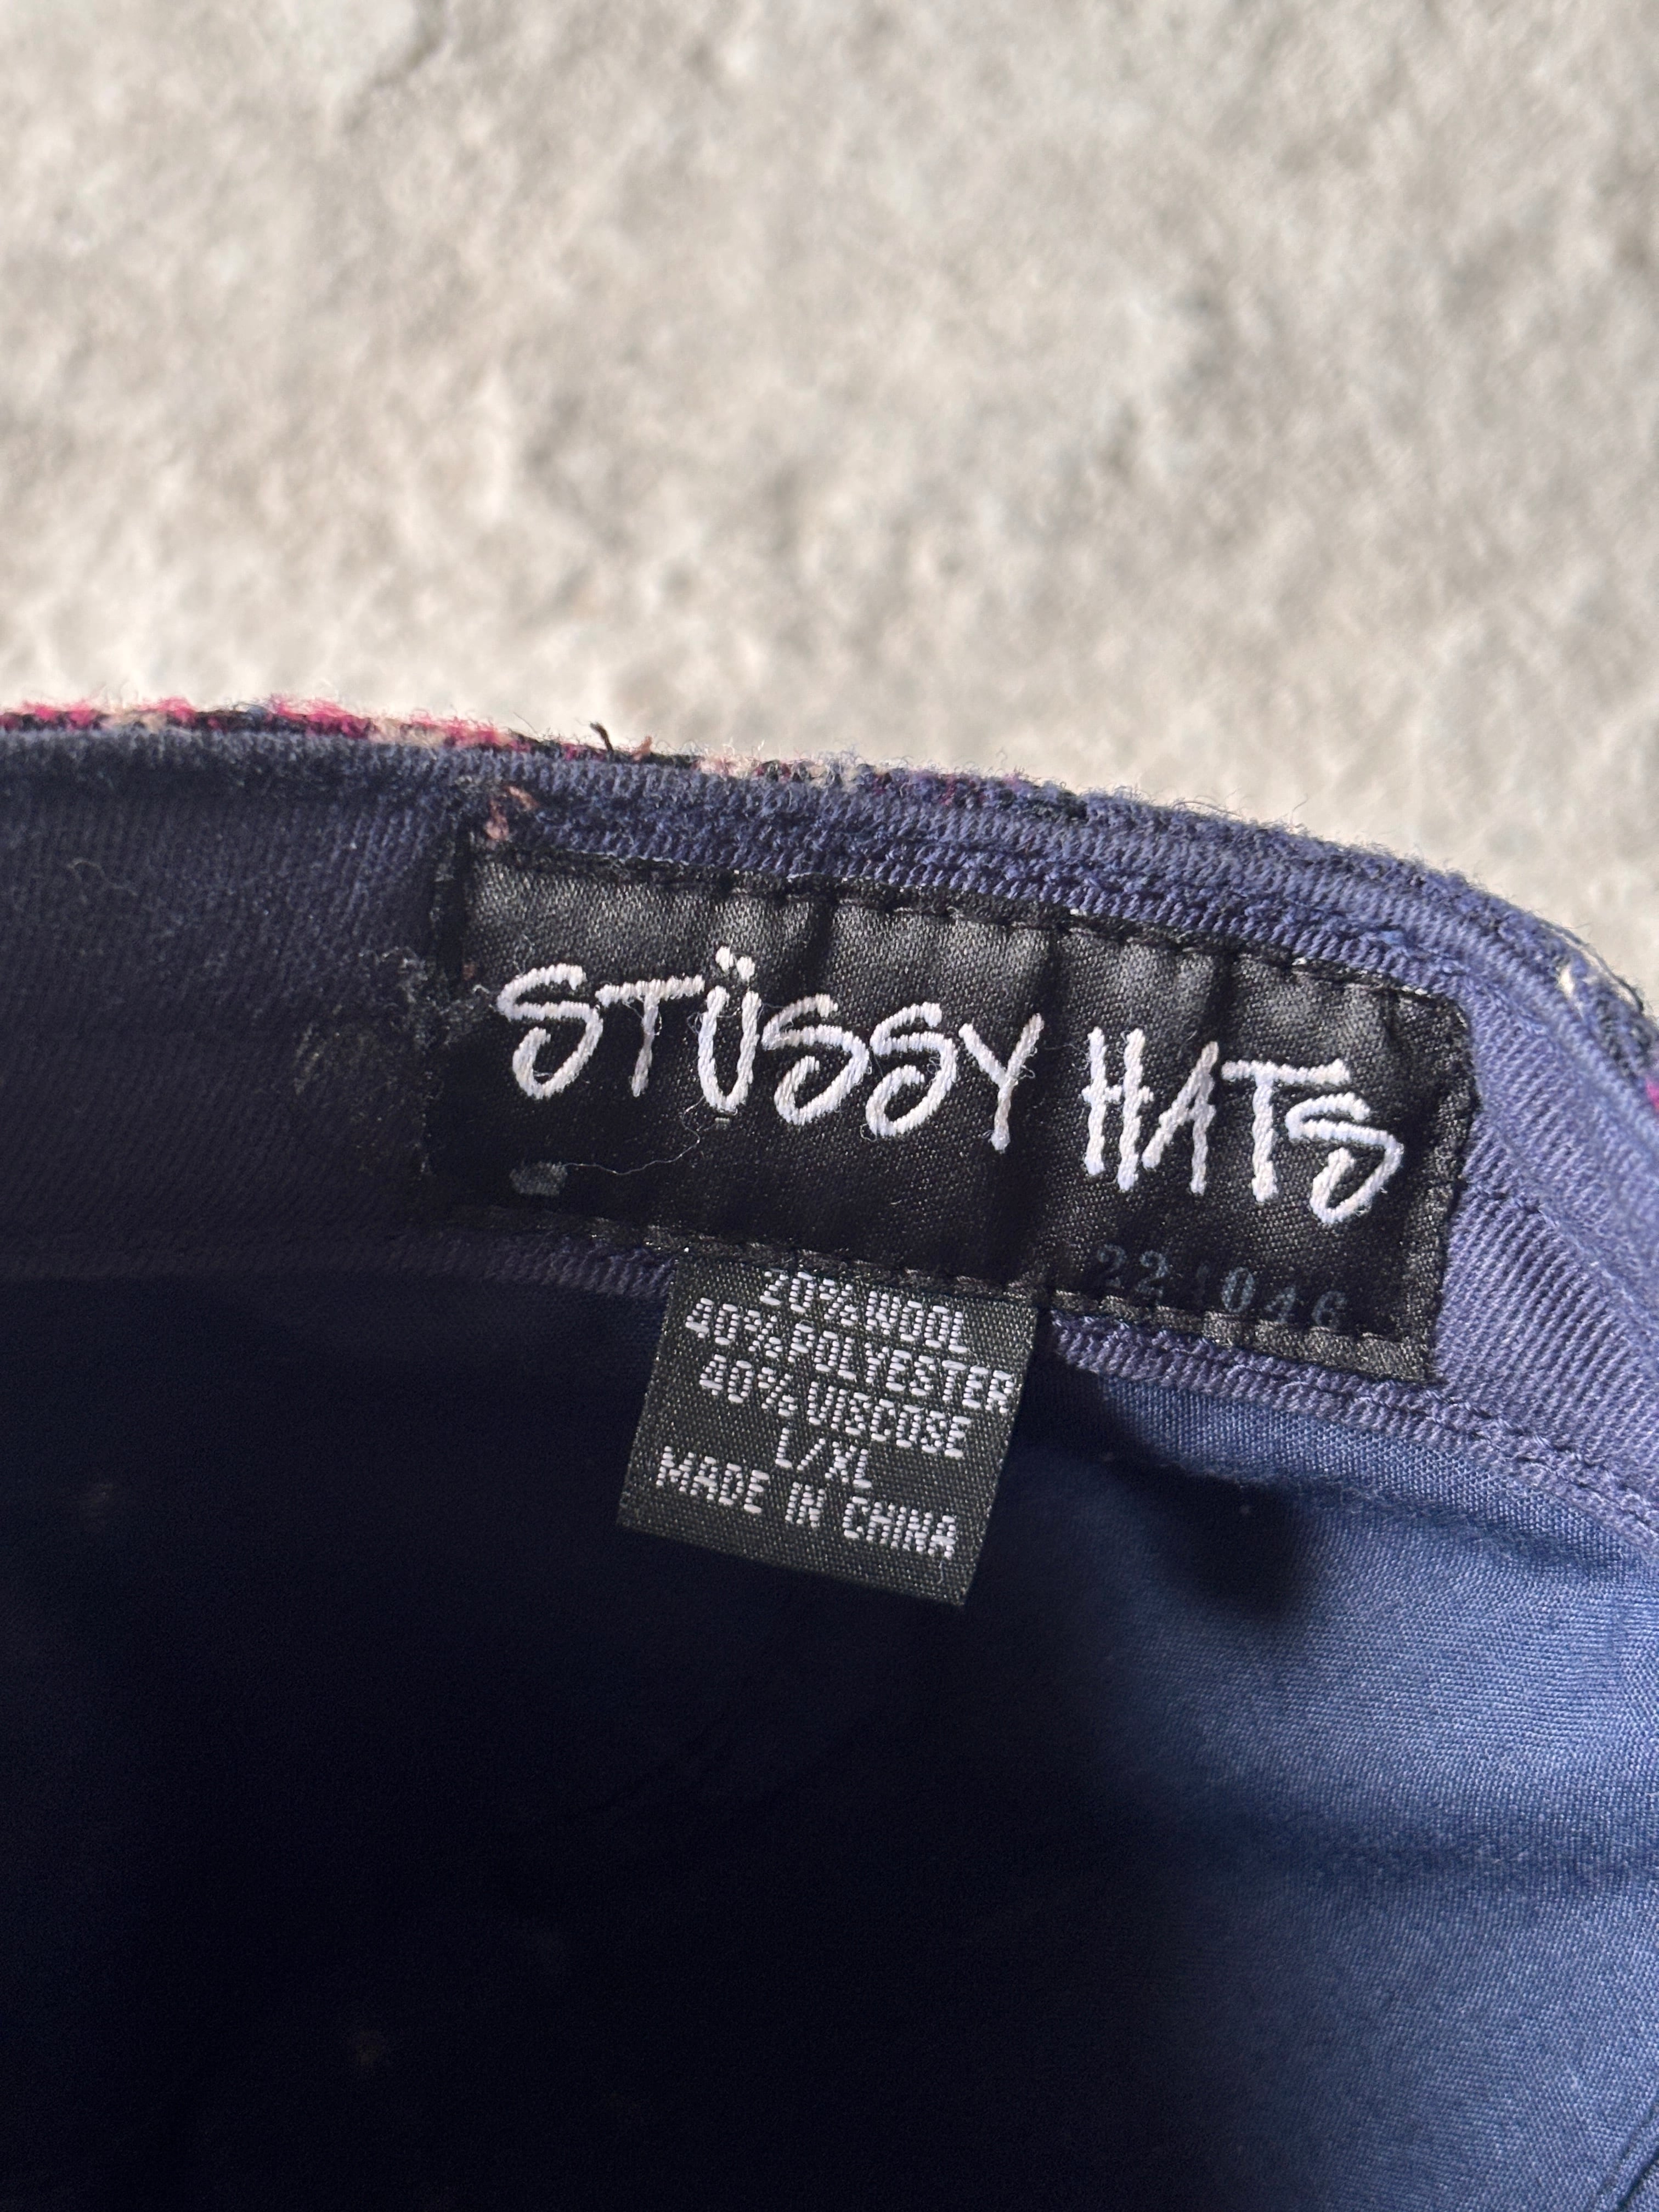 STÜSSY HATS
20% WOOL
40% POLYESTER
40% VISCOSE
L/XL
MADE IN CHINA